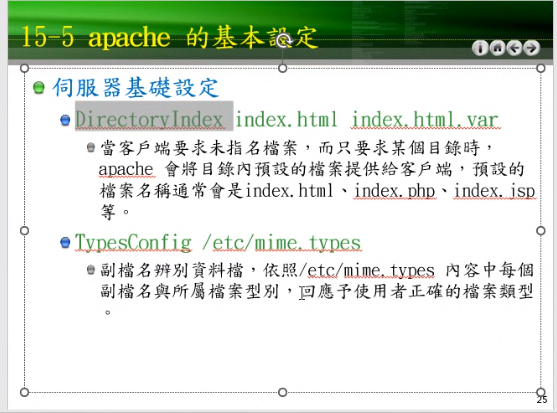 15-5 apache 的基本設定
伺服器基礎設定
DirectoryIndex index.html index.html.var
當客戶端要求未指名檔案，而只要求某個目錄時，
apache 會將目錄內預設的檔案提供給客戶端，預設的
檔案名稱通常會是index.html、index.php、index.jsp
等。
TypesConfig /etc/mime.types
副檔名辨別資料檔，依照/etc/mime.types 內容中每個
副檔名與所屬檔案型別，回應予使用者正確的檔案類型
。
25